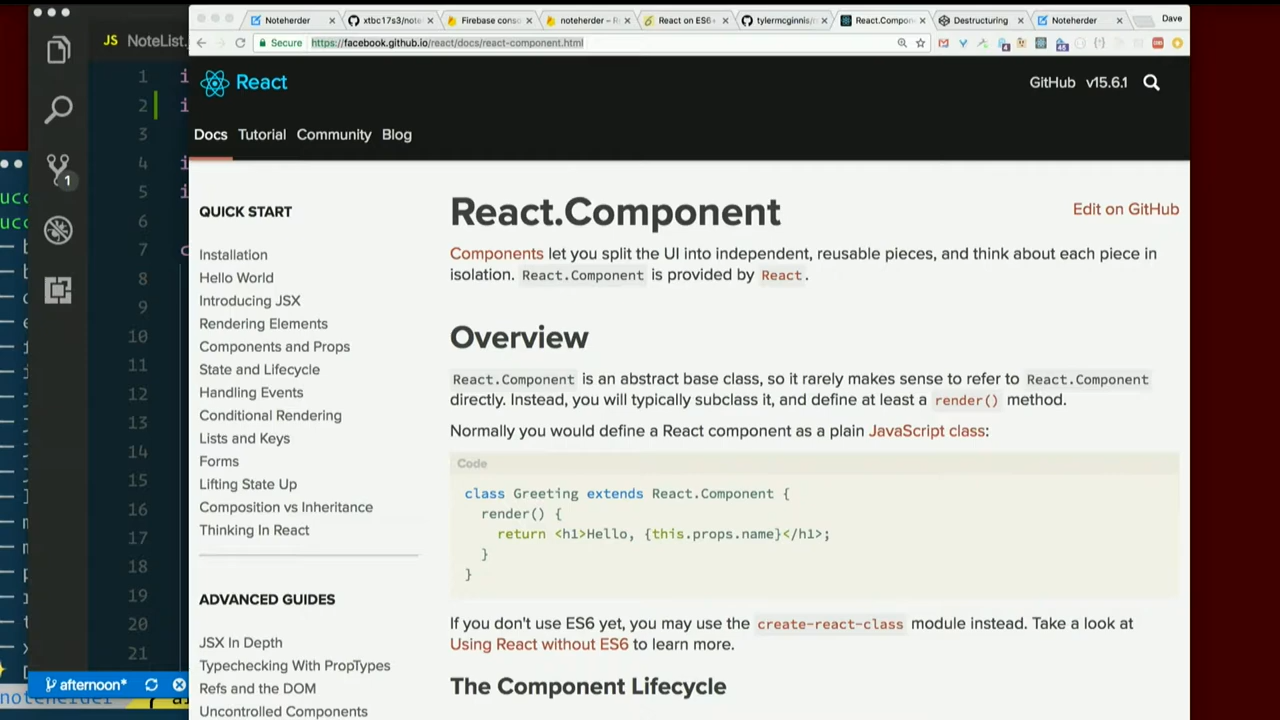 Noteherder
xtbc17s3/note
Firebase conso
noteherder – R
React on ES6+
tylermcginnis/
React.Compon
Destructuring
Noteherder
Dave
Secure
https://facebook.github.io/react/docs/react-component.html
JS NoteList.
React
GitHub v15.6.1
Docs Tutorial Community Blog
QUICK START
Installation
Hello World
Introducing JSX
Rendering Elements
Components and Props
State and Lifecycle
Handling Events
Conditional Rendering
Lists and Keys
Forms
Lifting State Up
Composition vs Inheritance
Thinking In React
ADVANCED GUIDES
JSX In Depth
Typechecking With PropTypes
Refs and the DOM
Uncontrolled Components
React.Component
Edit on GitHub
Components let you split the UI into independent, reusable pieces, and think about each piece in
isolation. React.Component is provided by React.
Overview
React.Component is an abstract base class, so it rarely makes sense to refer to React.Component
directly. Instead, you will typically subclass it, and define at least a render() method.
Normally you would define a React component as a plain JavaScript class:
Code
class Greeting extends React.Component {
render() {
return <h1>Hello, {this.props.name}</h1>;
}
}
If you don't use ES6 yet, you may use the create-react-class module instead. Take a look at
Using React without ES6 to learn more.
The Component Lifecycle
1
2
3
4
5
6
7
8
9
10
11
12
13
14
15
16
17
18
19
20
21
1
ucc
ucc
afternoon*
noteherder